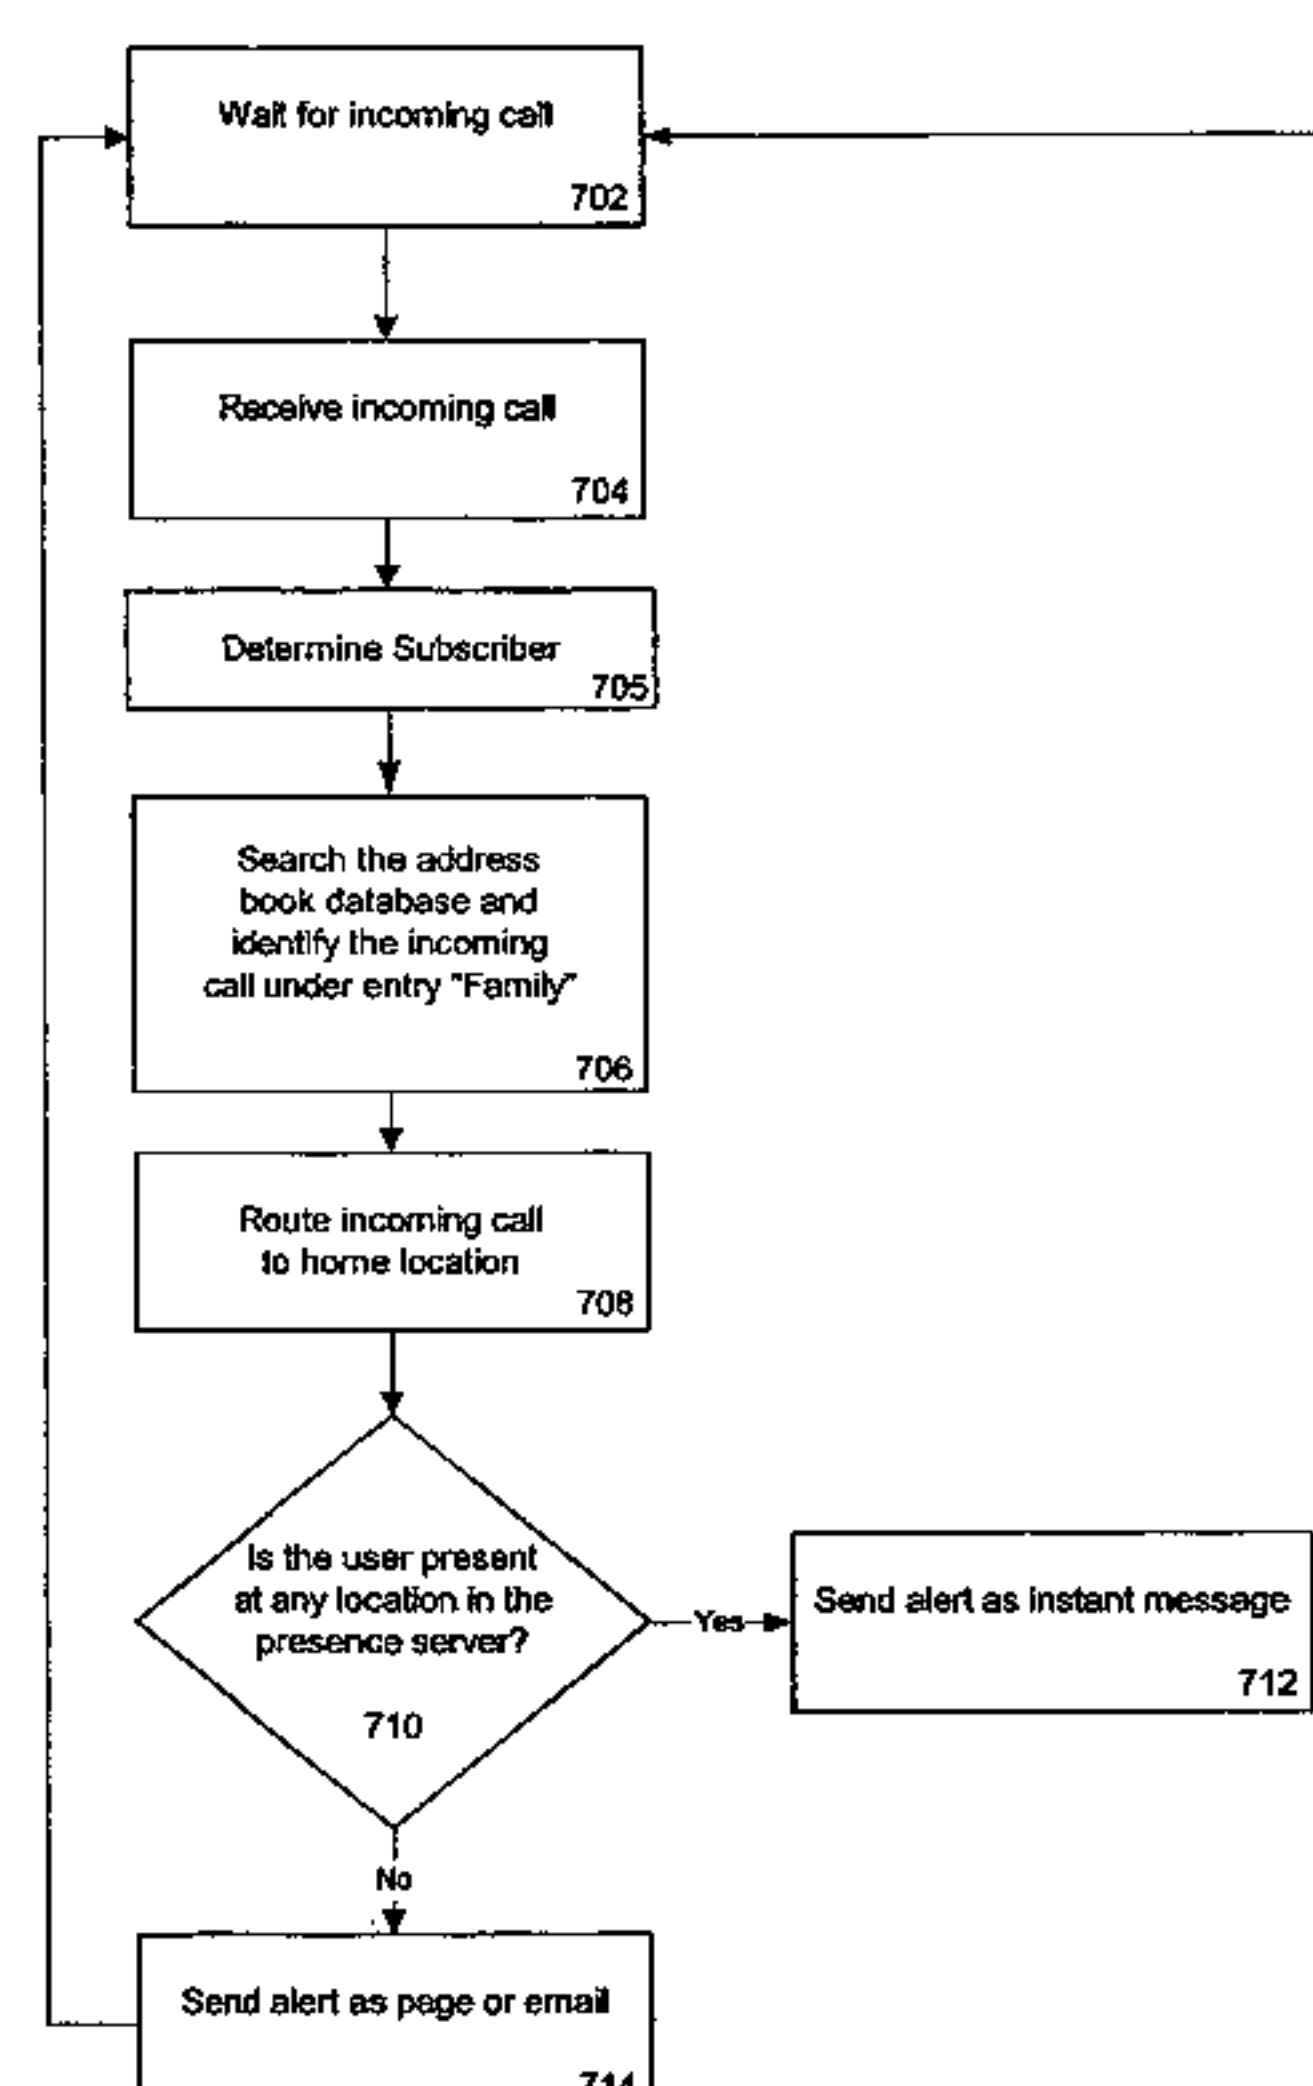 Wait for incoming call
702
Receive incoming call
704
Determine Subscriber
705
Search the address
book database and
identify the incoming
call under entry "Family"
706
Route incoming call
to home location
708
Is the user present
at any location in the
presence server?
710
Yes
Send alert as instant message
712
No
Send alert as page or email
714